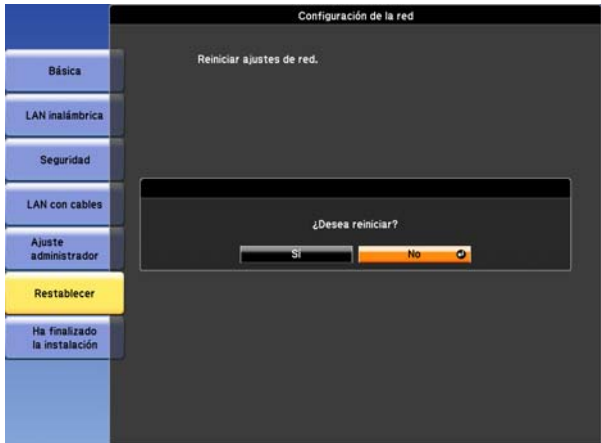 Configuración de la red
Reiniciar ajustes de red.
Básica
LAN inalámbrica
Seguridad
LAN con cables
Ajuste
administrador
Restablecer
Ha finalizado
la instalación
¿Desea reiniciar?
Sí
No